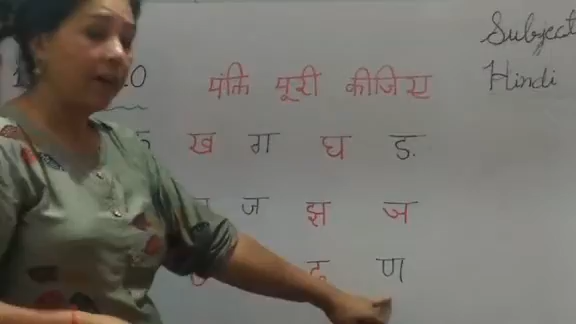 Subject
Hindi
पंक्ति पूरी कीजिए
ख ग घ ङ
ज झ ञ
ढ ण